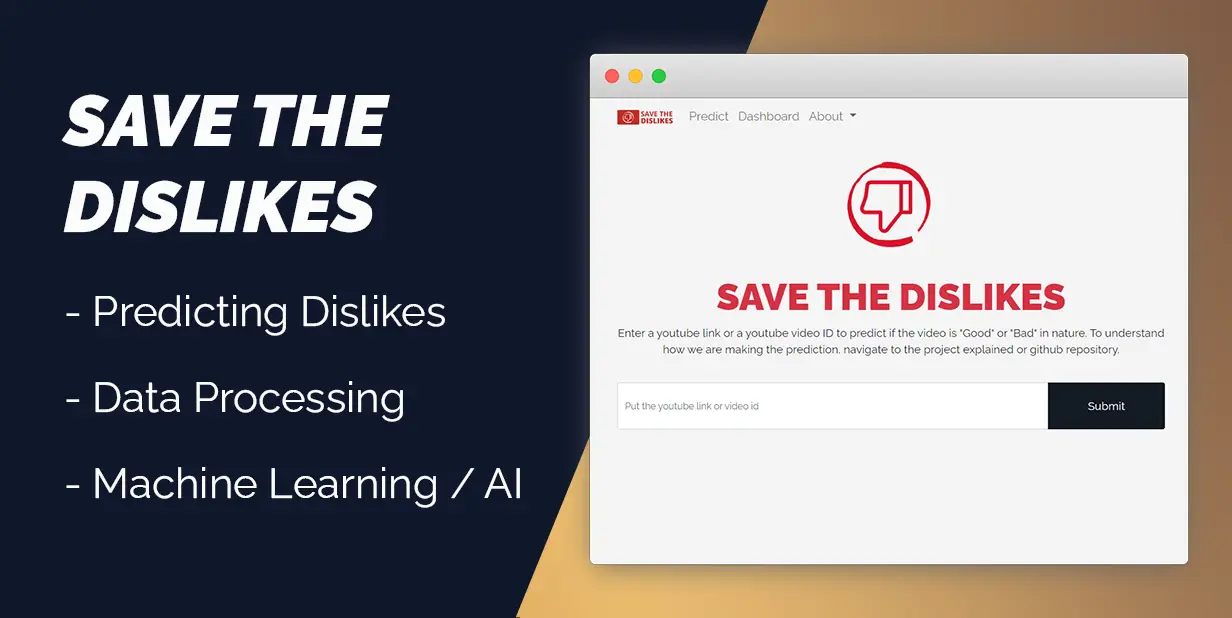 SAVE THE
DISLIKES
- Predicting Dislikes
- Data Processing
- Machine Learning / AI
SAVE THE
DISLIKES
Predict Dashboard About
SAVE THE DISLIKES
Enter a youtube link or a youtube video ID to predict if the video is "Good" or "Bad" in nature. To understand
how we are making the prediction, navigate to the project explained or github repository.
Put the youtube link or video id
Submit